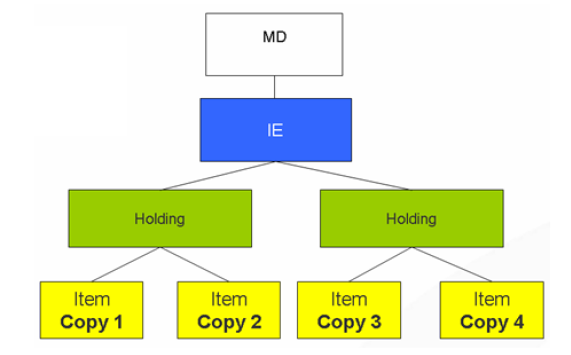 MD
IE
Holding
Holding
Item
Copy 1
Item
Copy 2
Item
Copy 3
Item
Copy 4